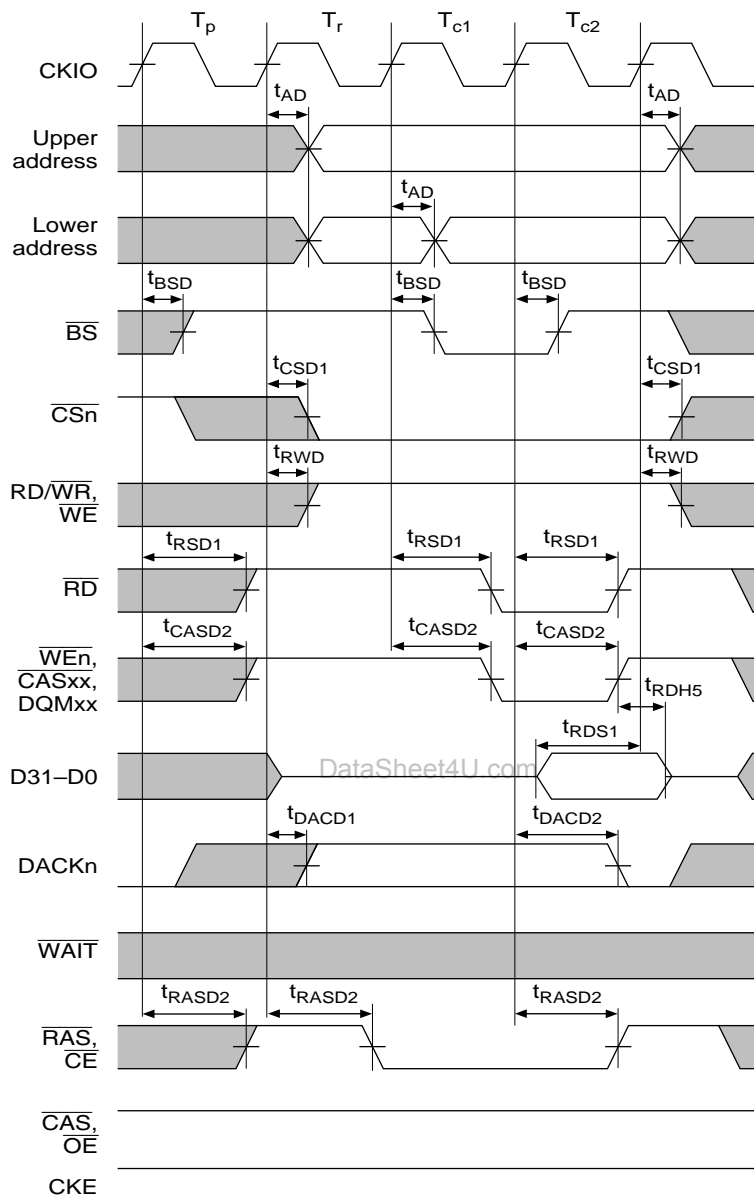 Tp Tr Tc1 Tc2
CKIO
tAD tAD
Upper
address
tAD
Lower
address
tBSD tBSD tBSD
BS
tCSD1 tCSD1
CSn
tRWD tRWD
RD/WR,
WE
tRSD1 tRSD1 tRSD1
RD
tCASD2 tCASD2 tCASD2
WEn,
CASxx,
DQMxx
tRDH5
tRDS1
D31–D0
DataSheet4U.com
tDACD1 tDACD2
DACKn
WAIT
tRASD2 tRASD2 tRASD2
RAS,
CE
CAS,
OE
CKE